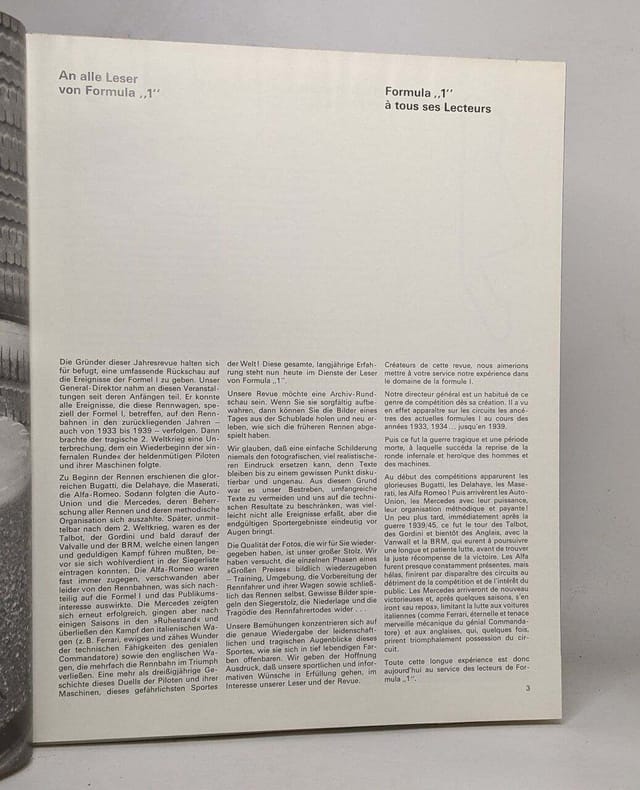 An alle Leser
von Formula „1“
Formula „1“
à tous ses Lecteurs
Die Gründer dieser Jahresrevue halten sich
für befugt, eine umfassende Rückschau auf
die Ereignisse der Formel I zu geben. Unser
General-Direktor nahm an diesen Veranstal-
tungen seit deren Anfängen teil. Er konnte
alle Ereignisse, die diese Rennwagen, spe-
ziell der Formel I, betreffen, auf den Renn-
bahnen in den zurückliegenden Jahren –
auch von 1933 bis 1939 – verfolgen. Dann
brachte der tragische 2. Weltkrieg eine Un-
terbrechung, dem ein Wiederbeginn der »in-
fernalen Runde« der heldenmütigen Piloten
und ihrer Maschinen folgte.
Zu Beginn der Rennen erschienen die glor-
reichen Bugatti, die Delahaye, die Maserati,
die Alfa-Romeo. Sodann folgten die Auto-
Union und die Mercedes, deren Beherr-
schung aller Rennen und deren methodische
Organisation sich auszahlte. Später, unmit-
telbar nach dem 2. Weltkrieg, waren es der
Talbot, der Gordini und bald darauf der
Valvalle und der BRM, welche einen langen
und geduldigen Kampf führen mußten, be-
vor sie sich wohlverdient in der Siegerliste
eintragen konnten. Die Alfa-Romeo waren
fast immer zugegen, verschwanden aber
leider von den Rennbahnen, was sich nach-
teilig auf die Formel I und das Publikums-
interesse auswirkte. Die Mercedes zeigten
sich erneut erfolgreich, gingen aber nach
einigen Saisons in den »Ruhestand« und
überließen den Kampf den italienischen Wa-
gen (z.B. Ferrari, ewiges und zähes Wunder
der technischen Fähigkeiten des genialen
Commandatore) sowie den englischen Wa-
gen, die mehrfach die Rennbahn im Triumph
verließen. Eine mehr als dreißigjährige Ge-
schichte dieses Duells der Piloten und ihrer
Maschinen, dieses gefährlichsten Sportes
der Welt! Diese gesamte, langjährige Erfah-
rung steht nun heute im Dienste der Leser
von Formula „1“.
Unsere Revue möchte eine Archiv-Rund-
schau sein. Wenn Sie sie sorgfältig aufbe-
wahren, dann können Sie die Bilder eines
Tages aus der Schublade holen und neu er-
leben, wie sich die früheren Rennen abge-
spielt haben.
Wir glauben, daß eine einfache Schilderung
niemals den fotografischen, viel realistische-
ren Eindruck ersetzen kann, denn Texte
bleiben bis zu einem gewissen Punkt disku-
tierbar und ungenau. Aus diesem Grund
war es unser Bestreben, umfangreiche
Texte zu vermeiden und uns auf die techni-
schen Resultate zu beschränken, was viel-
leicht nicht alle Ereignisse erfaßt, aber die
endgültigen Sportergebnisse eindeutig vor
Augen bringt.
Die Qualität der Fotos, die wir für Sie wieder-
gegeben haben, ist unser großer Stolz. Wir
haben versucht, die einzelnen Phasen eines
»Großen Preises« bildlich wiederzugeben
– Training, Umgebung, die Vorbereitung der
Rennfahrer und ihrer Wagen sowie schließ-
lich das Rennen selbst. Gewisse Bilder spie-
geln den Siegerstolz, die Niederlage und die
Tragödie des Rennfahrertodes wider . . .
Unsere Bemühungen konzentrieren sich auf
die genaue Wiedergabe der leidenschaft-
lichen und tragischen Augenblicke dieses
Sportes, wie sie sich in tief lebendigen Far-
ben offenbaren. Wir geben der Hoffnung
Ausdruck, daß unsere sportlichen und infor-
mativen Wünsche in Erfüllung gehen, im
Interesse unserer Leser und der Revue.
Créateurs de cette revue, nous aimerions
mettre à votre service notre expérience dans
le domaine de la formule I.
Notre directeur général est un habitué de ce
genre de compétition dès sa création. Il a vu
en effet apparaître sur les circuits les ancê-
tres des actuelles formules I au cours des
années 1933, 1934 ... jusqu'en 1939.
Puis ce fut la guerre tragique et une période
morte, à laquelle succéda la reprise de la
ronde infernale et heroïque des hommes et
des machines.
Au début des compétitions apparurent les
glorieuses Bugatti, les Delahaye, les Mase-
rati, les Alfa Romeo! Puis arrivèrent les Auto-
Union, les Mercedes avec leur puissance,
leur organisation méthodique et payante!
Un peu plus tard, immédiatement après la
guerre 1939/45, ce fut le tour des Talbot,
des Gordini et bientôt des Anglais, avec la
Vanwall et la BRM, qui eurent à poursuivre
une longue et patiente lutte, avant de trouver
la juste récompense de la victoire. Les Alfa
furent presque constamment présentes, mais
hélas, finirent par disparaître des circuits au
détriment de la compétition et de l'intérêt du
public. Les Mercedes arriveront de nouveau
victorieuses et, après quelques saisons, s'en
iront «au repos», limitant la lutte aux voitures
italiennes (comme Ferrari, éternelle et tenace
merveille mécanique du génial Commanda-
tore) et aux anglaises, qui, quelques fois,
prirent triomphalement possession du cir-
cuit.
Toute cette longue expérience est donc
aujourd'hui au service des lecteurs de For-
mula „1“.
3